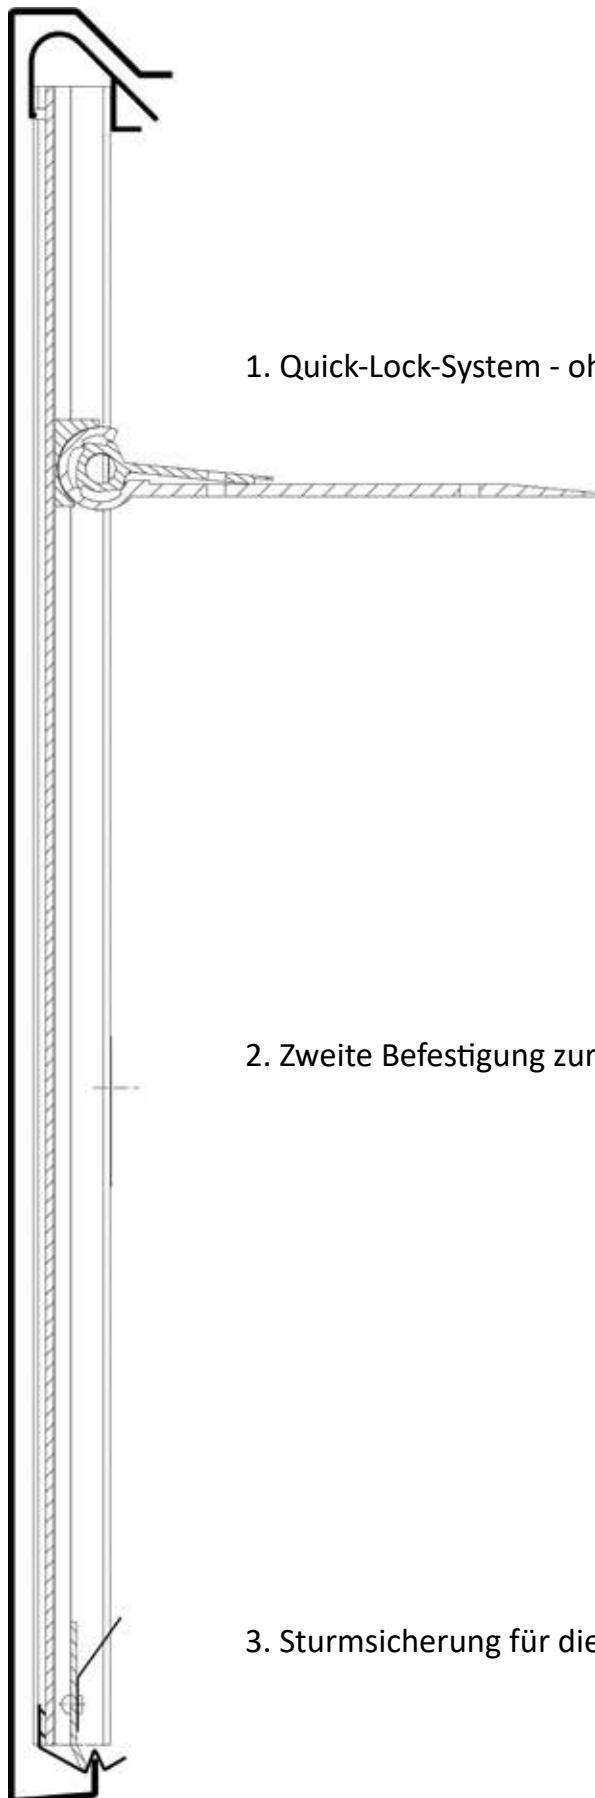 1. Quick-Lock-System - oh
2. Zweite Befestigung zur
3. Sturmsicherung für die